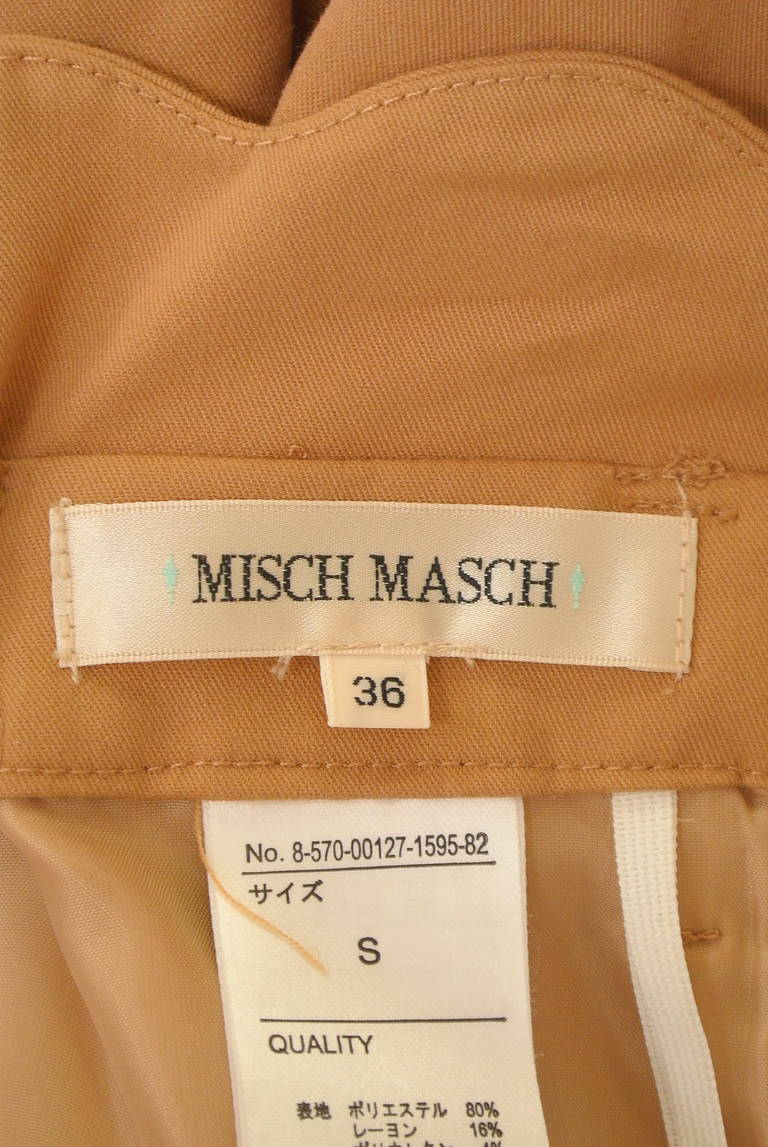 MISCH MASCH
36
No. 8-570-00127-1595-82
サイズ
S
QUALITY
表地 ポリエステル 80%
レーヨン 16%